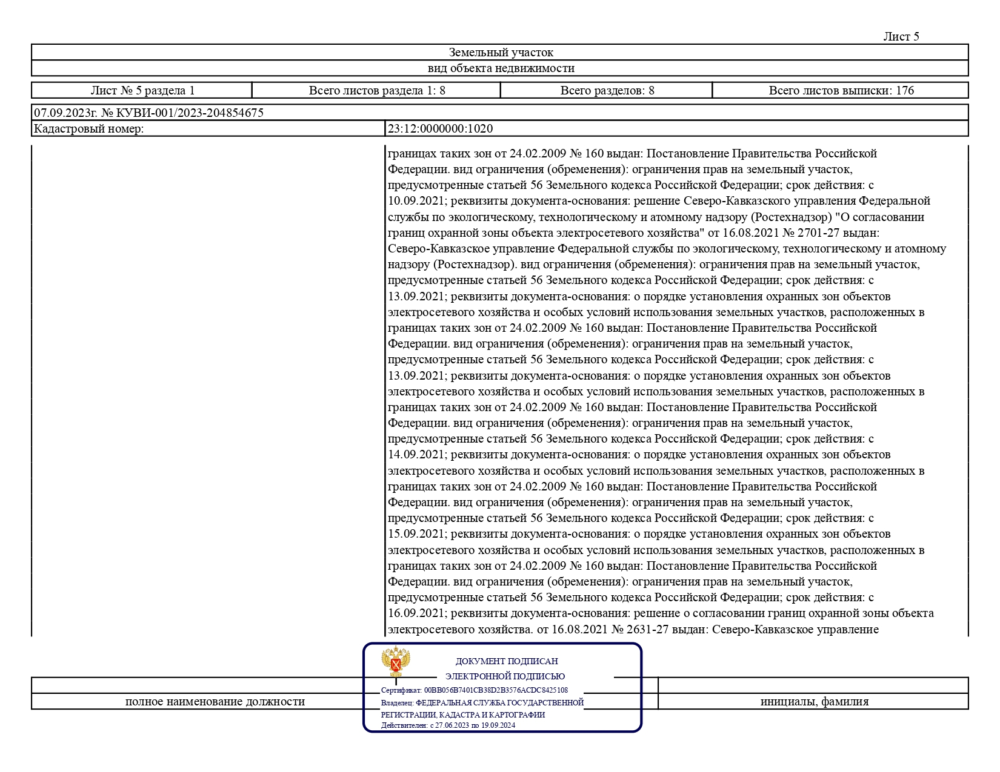 Лист 5
Земельный участок
вид объекта недвижимости
Лист № 5 раздела 1 Всего листов раздела 1: 8 Всего разделов: 8 Всего листов выписки: 176
07.09.2023г. № КУВИ-001/2023-204854675
Кадастровый номер: 23:12:0000000:1020
границах таких зон от 24.02.2009 № 160 выдан: Постановление Правительства Российской
Федерации. вид ограничения (обременения): ограничения прав на земельный участок,
предусмотренные статьей 56 Земельного кодекса Российской Федерации; срок действия: с
10.09.2021; реквизиты документа-основания: решение Северо-Кавказского управления Федеральной
службы по экологическому, технологическому и атомному надзору (Ростехнадзор) "О согласовании
границ охранной зоны объекта электросетевого хозяйства" от 16.08.2021 № 2701-27 выдан:
Северо-Кавказское управление Федеральной службы по экологическому, технологическому и атомному
надзору (Ростехнадзор). вид ограничения (обременения): ограничения прав на земельный участок,
предусмотренные статьей 56 Земельного кодекса Российской Федерации; срок действия: с
13.09.2021; реквизиты документа-основания: о порядке установления охранных зон объектов
электросетевого хозяйства и особых условий использования земельных участков, расположенных в
границах таких зон от 24.02.2009 № 160 выдан: Постановление Правительства Российской
Федерации. вид ограничения (обременения): ограничения прав на земельный участок,
предусмотренные статьей 56 Земельного кодекса Российской Федерации; срок действия: с
13.09.2021; реквизиты документа-основания: о порядке установления охранных зон объектов
электросетевого хозяйства и особых условий использования земельных участков, расположенных в
границах таких зон от 24.02.2009 № 160 выдан: Постановление Правительства Российской
Федерации. вид ограничения (обременения): ограничения прав на земельный участок,
предусмотренные статьей 56 Земельного кодекса Российской Федерации; срок действия: с
14.09.2021; реквизиты документа-основания: о порядке установления охранных зон объектов
электросетевого хозяйства и особых условий использования земельных участков, расположенных в
границах таких зон от 24.02.2009 № 160 выдан: Постановление Правительства Российской
Федерации. вид ограничения (обременения): ограничения прав на земельный участок,
предусмотренные статьей 56 Земельного кодекса Российской Федерации; срок действия: с
15.09.2021; реквизиты документа-основания: о порядке установления охранных зон объектов
электросетевого хозяйства и особых условий использования земельных участков, расположенных в
границах таких зон от 24.02.2009 № 160 выдан: Постановление Правительства Российской
Федерации. вид ограничения (обременения): ограничения прав на земельный участок,
предусмотренные статьей 56 Земельного кодекса Российской Федерации; срок действия: с
16.09.2021; реквизиты документа-основания: решение о согласовании границ охранной зоны объекта
электросетевого хозяйства. от 16.08.2021 № 2631-27 выдан: Северо-Кавказское управление
ДОКУМЕНТ ПОДПИСАН
ЭЛЕКТРОННОЙ ПОДПИСЬЮ
Сертификат: 00BB056B7401CB38D2B3576ACDC8425108
Владелец: ФЕДЕРАЛЬНАЯ СЛУЖБА ГОСУДАРСТВЕННОЙ
РЕГИСТРАЦИИ, КАДАСТРА И КАРТОГРАФИИ
Действителен: с 27.06.2023 по 19.09.2024
полное наименование должности инициалы, фамилия